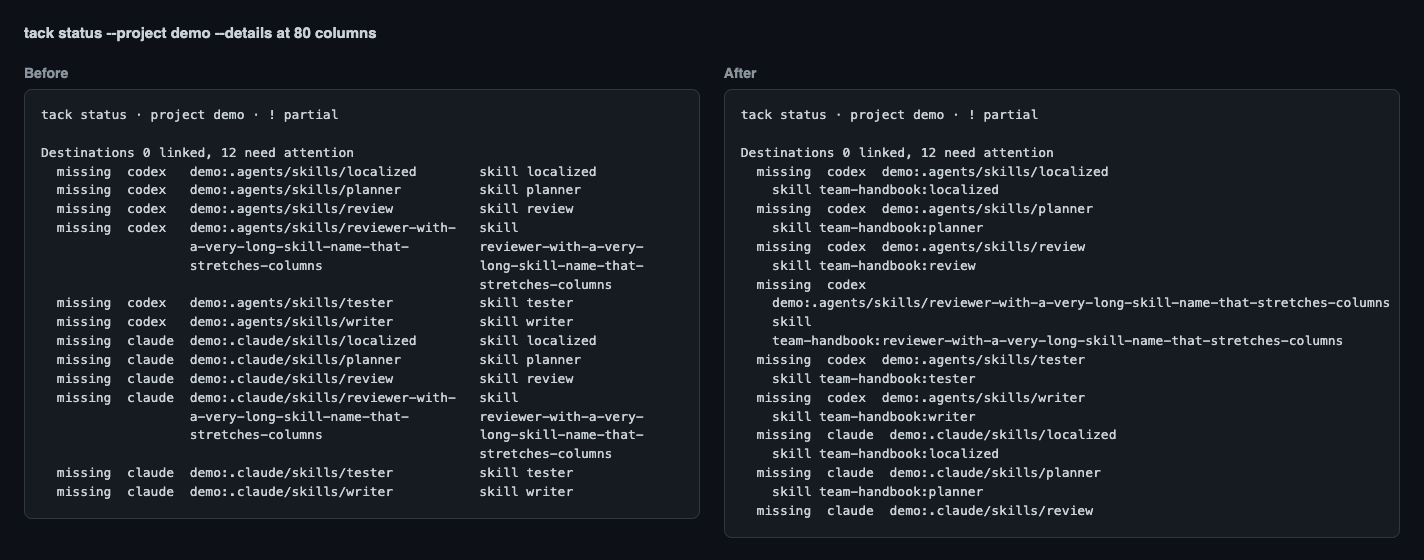 tack status --project demo --details at 80 columns
Before
tack status · project demo · ! partial
Destinations 0 linked, 12 need attention
missing codex demo:.agents/skills/localized skill localized
missing codex demo:.agents/skills/planner skill planner
missing codex demo:.agents/skills/review skill review
missing codex demo:.agents/skills/reviewer-with- skill
a-very-long-skill-name-that- reviewer-with-a-very-
stretches-columns long-skill-name-that-
stretches-columns
missing codex demo:.agents/skills/tester skill tester
missing codex demo:.agents/skills/writer skill writer
missing claude demo:.claude/skills/localized skill localized
missing claude demo:.claude/skills/planner skill planner
missing claude demo:.claude/skills/review skill review
missing claude demo:.claude/skills/reviewer-with- skill
a-very-long-skill-name-that- reviewer-with-a-very-
stretches-columns long-skill-name-that-
stretches-columns
missing claude demo:.claude/skills/tester skill tester
missing claude demo:.claude/skills/writer skill writer
After
tack status · project demo · ! partial
Destinations 0 linked, 12 need attention
missing codex demo:.agents/skills/localized
skill team-handbook:localized
missing codex demo:.agents/skills/planner
skill team-handbook:planner
missing codex demo:.agents/skills/review
skill team-handbook:review
missing codex
demo:.agents/skills/reviewer-with-a-very-long-skill-name-that-stretches-columns
skill
team-handbook:reviewer-with-a-very-long-skill-name-that-stretches-columns
missing codex demo:.agents/skills/tester
skill team-handbook:tester
missing codex demo:.agents/skills/writer
skill team-handbook:writer
missing claude demo:.claude/skills/localized
skill team-handbook:localized
missing claude demo:.claude/skills/planner
skill team-handbook:planner
missing claude demo:.claude/skills/review